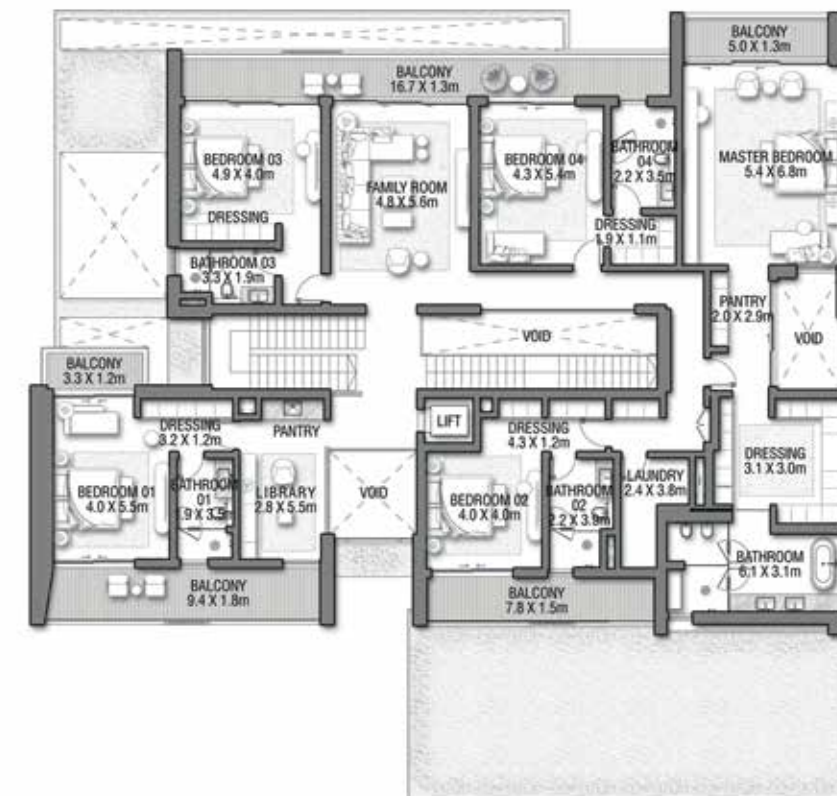 BALCONY
5.0 X 1.3m
BALCONY
16.7 X 1.3m
BEDROOM 03
4.9 X 4.0m
DRESSING
FAMILY ROOM
4.8 X 5.6m
BEDROOM 04
4.3 X 5.4m
BATHROOM
04
2.2 X 3.5m
MASTER BEDROOM
5.4 X 6.8m
DRESSING
1.9 X 1.1m
BATHROOM 03
3.3 X 1.9m
PANTRY
2.0 X 2.9m
VOID
VOID
BALCONY
3.3 X 1.2m
LIFT
DRESSING
3.2 X 1.2m
PANTRY
DRESSING
4.3 X 1.2m
DRESSING
3.1 X 3.0m
BEDROOM 01
4.0 X 5.5m
BATHROOM
01
LIBRARY
2.8 X 5.5m
VOID
BEDROOM 02
4.0 X 4.0m
BATHROOM
02
2.2 X 3.9m
LAUNDRY
2.4 X 3.8m
BATHROOM
6.1 X 3.1m
BALCONY
9.4 X 1.8m
BALCONY
7.8 X 1.5m